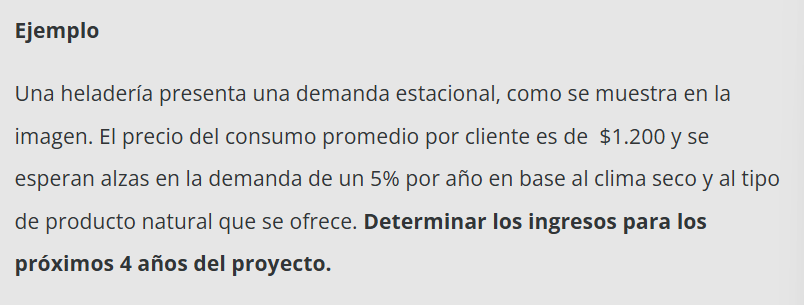 Ejemplo
Una heladería presenta una demanda estacional, como se muestra en la
imagen. El precio del consumo promedio por cliente es de  $1.200 y se
esperan alzas en la demanda de un 5% por año en base al clima seco y al tipo
de producto natural que se ofrece. Determinar los ingresos para los
próximos 4 años del proyecto.